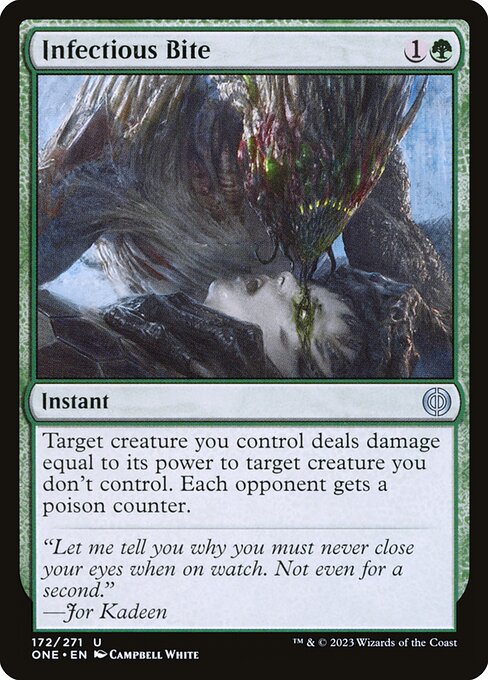 Infectious Bite 1
Instant
Target creature you control deals damage
equal to its power to target creature you
don't control. Each opponent gets a
poison counter.
“Let me tell you why you must never close
your eyes when on watch. Not even for a
second.”
—Jor Kadeen
172/271 U
ONE • EN Campbell White
™ & © 2023 Wizards of the Coast